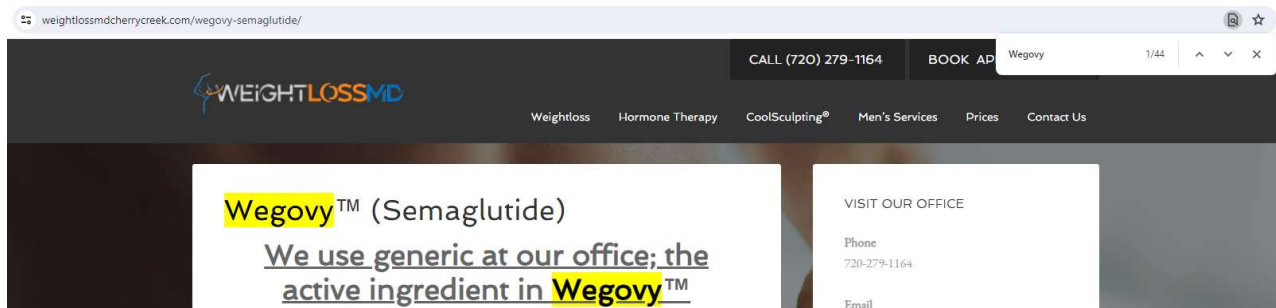 weightlossmdcherrycreek.com/wegovy-semaglutide/
CALL (720) 279-1164
BOOK AP
Wegovy 1/44
WEIGHTLOSSMD
Weightloss Hormone Therapy CoolSculpting® Men's Services Prices Contact Us
Wegovy™ (Semaglutide)
We use generic at our office; the
active ingredient in Wegovy™
VISIT OUR OFFICE
Phone
720-279-1164
Email